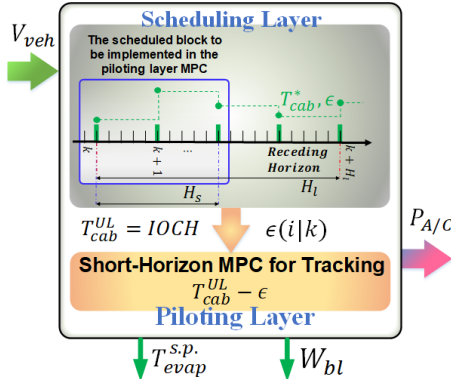 Scheduling Layer
V_veh
The scheduled block to
be implemented in the
piloting layer MPC
T*_cab, ϵ
k
k + 1
...
Receding
Horizon
k + H_l
H_s
H_l
T^UL_cab = IOCH
ϵ(i|k)
P_A/C
Short-Horizon MPC for Tracking
T^UL_cab − ϵ
Piloting Layer
T^s.p._evap
W_bl